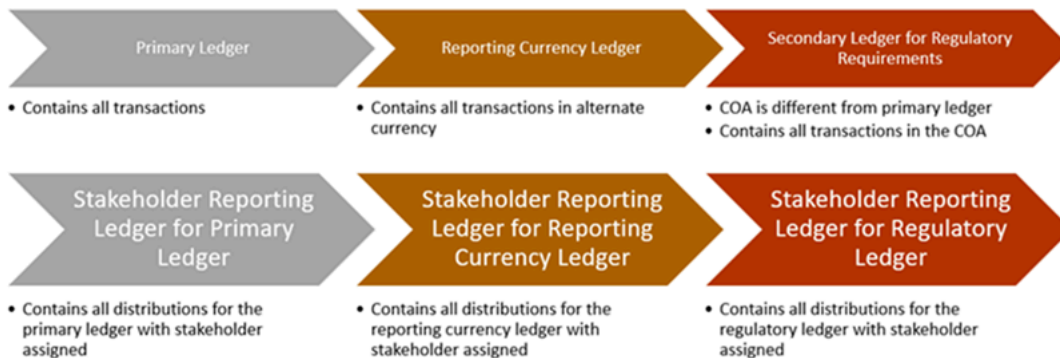 Primary Ledger
Reporting Currency Ledger
Secondary Ledger for Regulatory
Requirements
• Contains all transactions
• Contains all transactions in alternate
currency
• COA is different from primary ledger
• Contains all transactions in the COA
Stakeholder Reporting
Ledger for Primary
Ledger
Stakeholder Reporting
Ledger for Reporting
Currency Ledger
Stakeholder Reporting
Ledger for Regulatory
Ledger
• Contains all distributions for the
primary ledger with stakeholder
assigned
• Contains all distributions for the
reporting currency ledger with
stakeholder assigned
• Contains all distributions for the
regulatory ledger with stakeholder
assigned